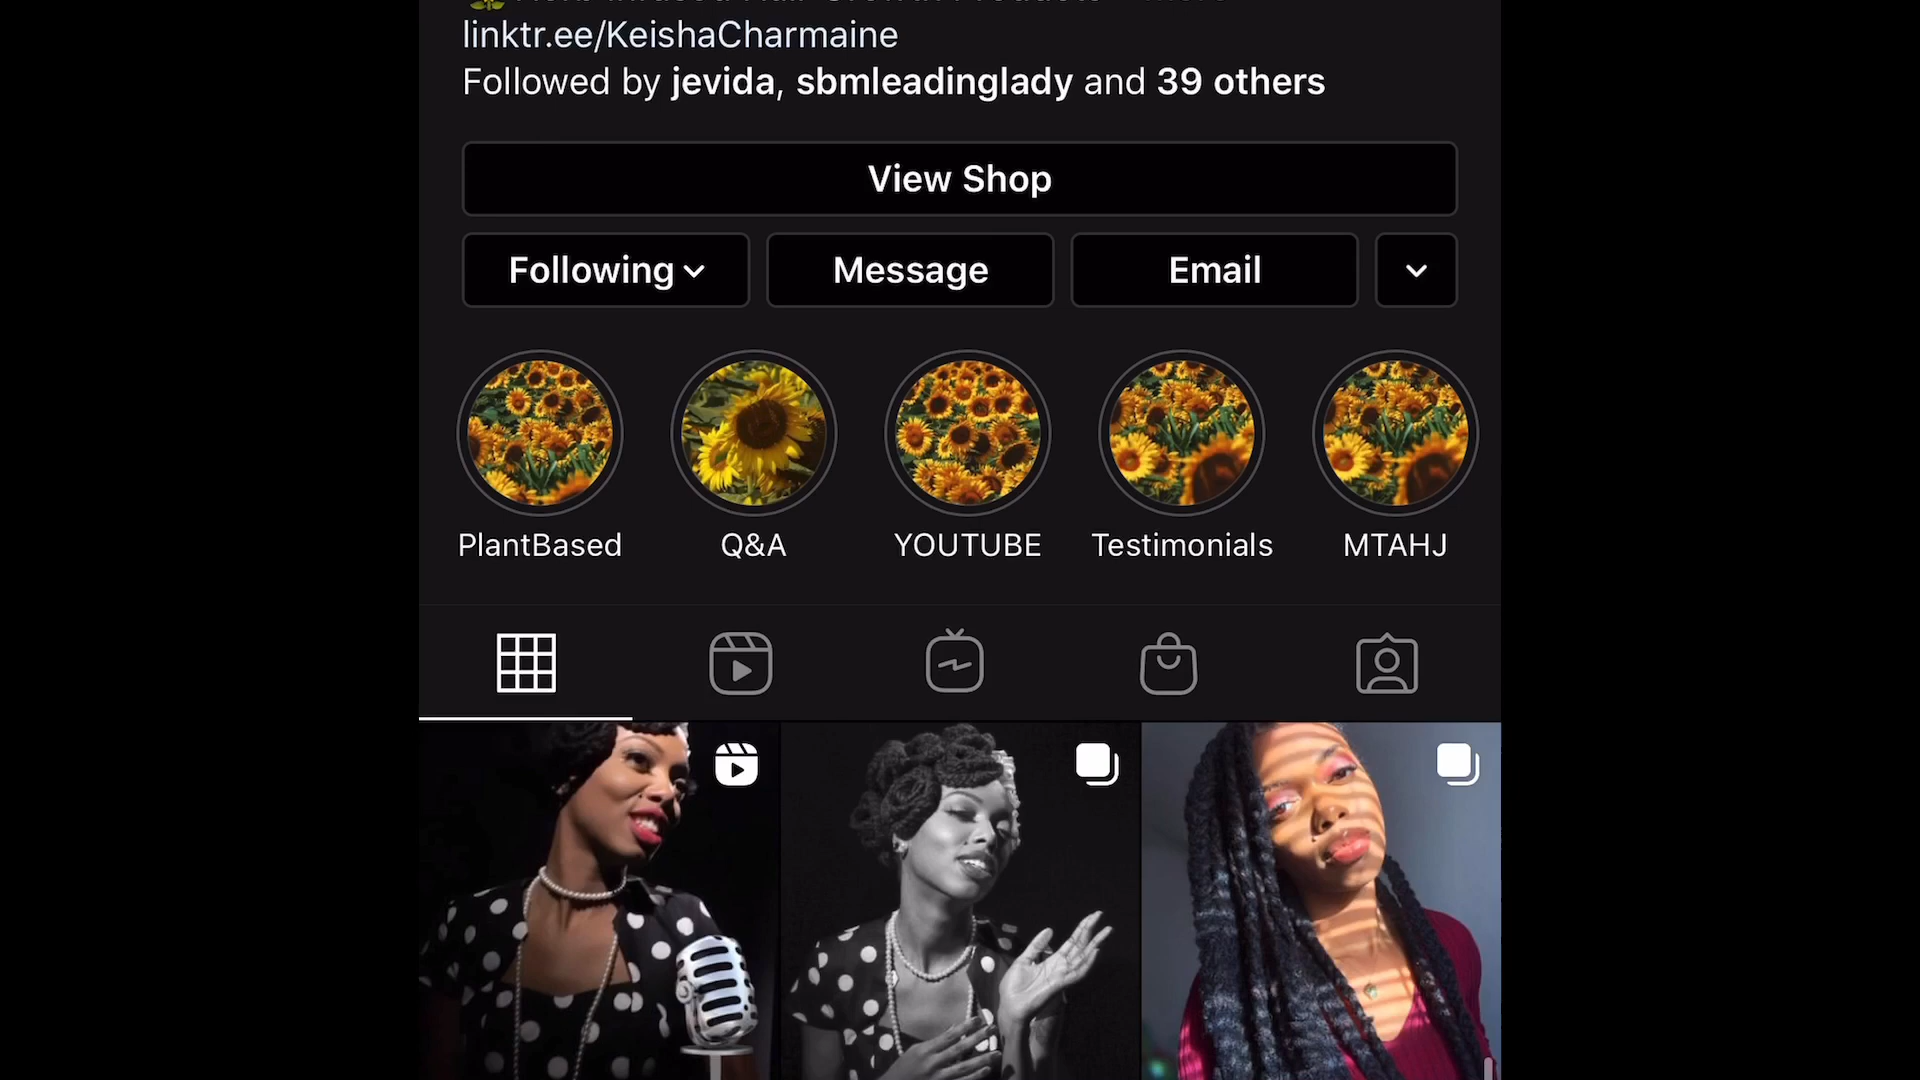 linktr.ee/KeishaCharmaine
Followed by jevida, sbmleadinglady and 39 others
View Shop
Following
Message
Email
PlantBased
Q&A
YOUTUBE
Testimonials
MTAHJ